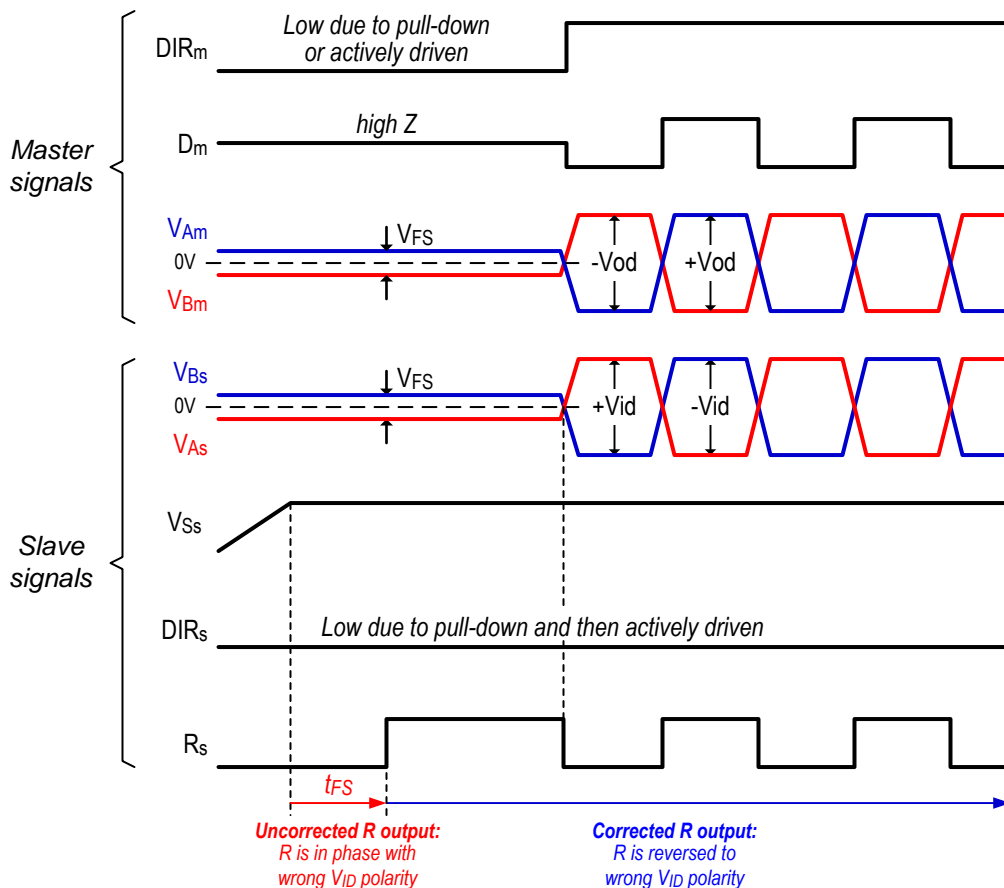 DIRm
Low due to pull-down
or actively driven
Dm
high Z
Master
signals
VAm
VFS
0V
-Vod
+Vod
VBm
VBs
VFS
0V
+Vid
-Vid
VAs
VSs
Slave
signals
DIRs
Low due to pull-down and then actively driven
Rs
tFS
Uncorrected R output:
R is in phase with
wrong VID polarity
Corrected R output:
R is reversed to
wrong VID polarity